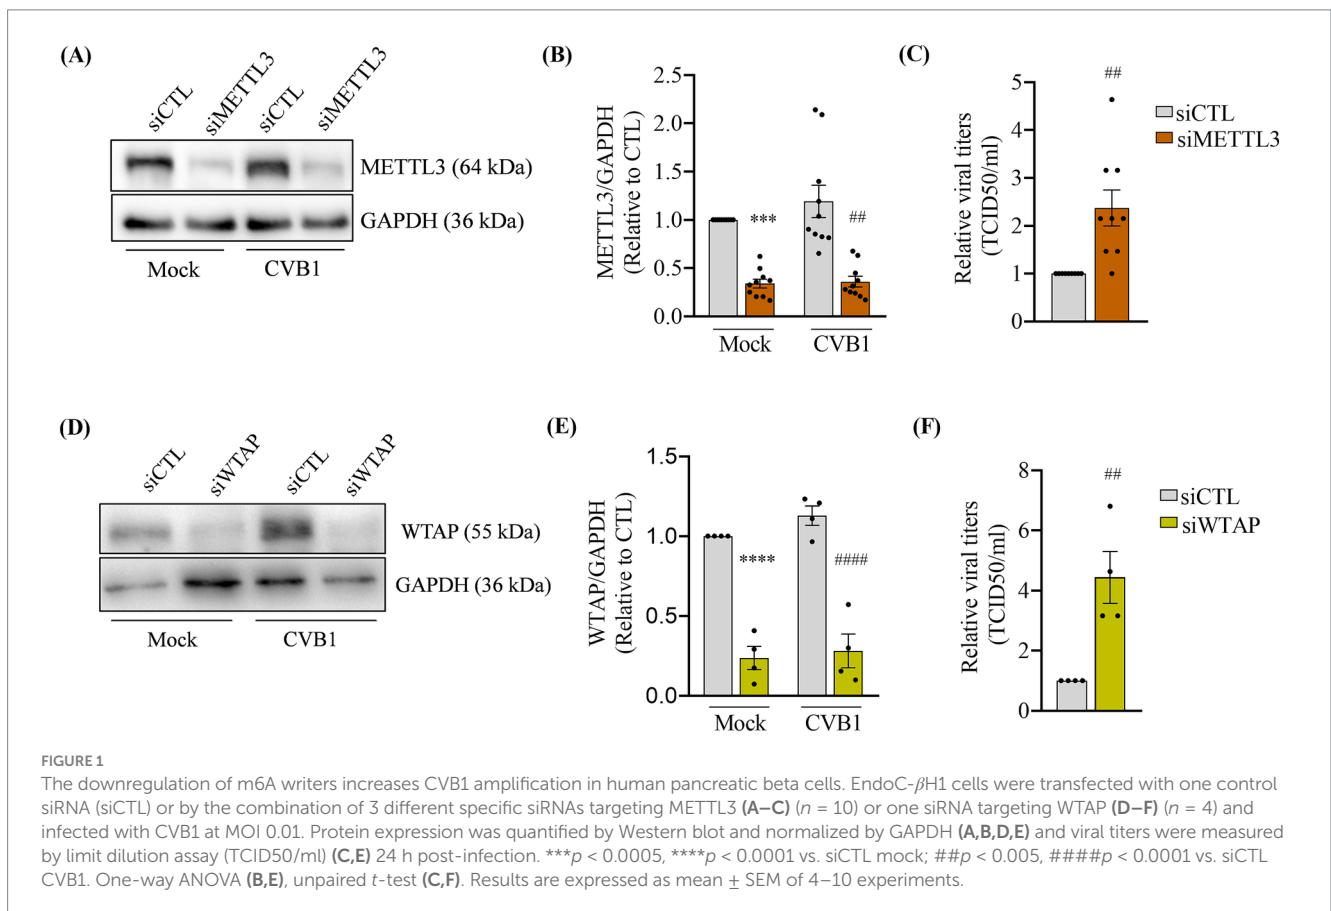 (A)
siCTL
siMETTL3
siCTL
siMETTL3
METTL3 (64 kDa)
GAPDH (36 kDa)
Mock
CVB1
(B)
METTL3/GAPDH
(Relative to CTL)
2.5
2.0
1.5
1.0
0.5
0.0
***
##
Mock
CVB1
(C)
Relative viral titers
(TCID50/ml)
5
4
3
2
1
0
##
siCTL
siMETTL3
(D)
siCTL
siWTAP
siCTL
siWTAP
WTAP (55 kDa)
GAPDH (36 kDa)
Mock
CVB1
(E)
WTAP/GAPDH
(Relative to CTL)
1.5
1.0
0.5
0.0
****
####
Mock
CVB1
(F)
Relative viral titers
(TCID50/ml)
8
6
4
2
0
##
siCTL
siWTAP
FIGURE 1
The downregulation of m6A writers increases CVB1 amplification in human pancreatic beta cells. EndoC-βH1 cells were transfected with one control
siRNA (siCTL) or by the combination of 3 different specific siRNAs targeting METTL3 (A–C) (n = 10) or one siRNA targeting WTAP (D–F) (n = 4) and
infected with CVB1 at MOI 0.01. Protein expression was quantified by Western blot and normalized by GAPDH (A,B,D,E) and viral titers were measured
by limit dilution assay (TCID50/ml) (C,E) 24 h post-infection. ***p < 0.0005, ****p < 0.0001 vs. siCTL mock; ##p < 0.005, ####p < 0.0001 vs. siCTL
CVB1. One-way ANOVA (B,E), unpaired t-test (C,F). Results are expressed as mean ± SEM of 4–10 experiments.